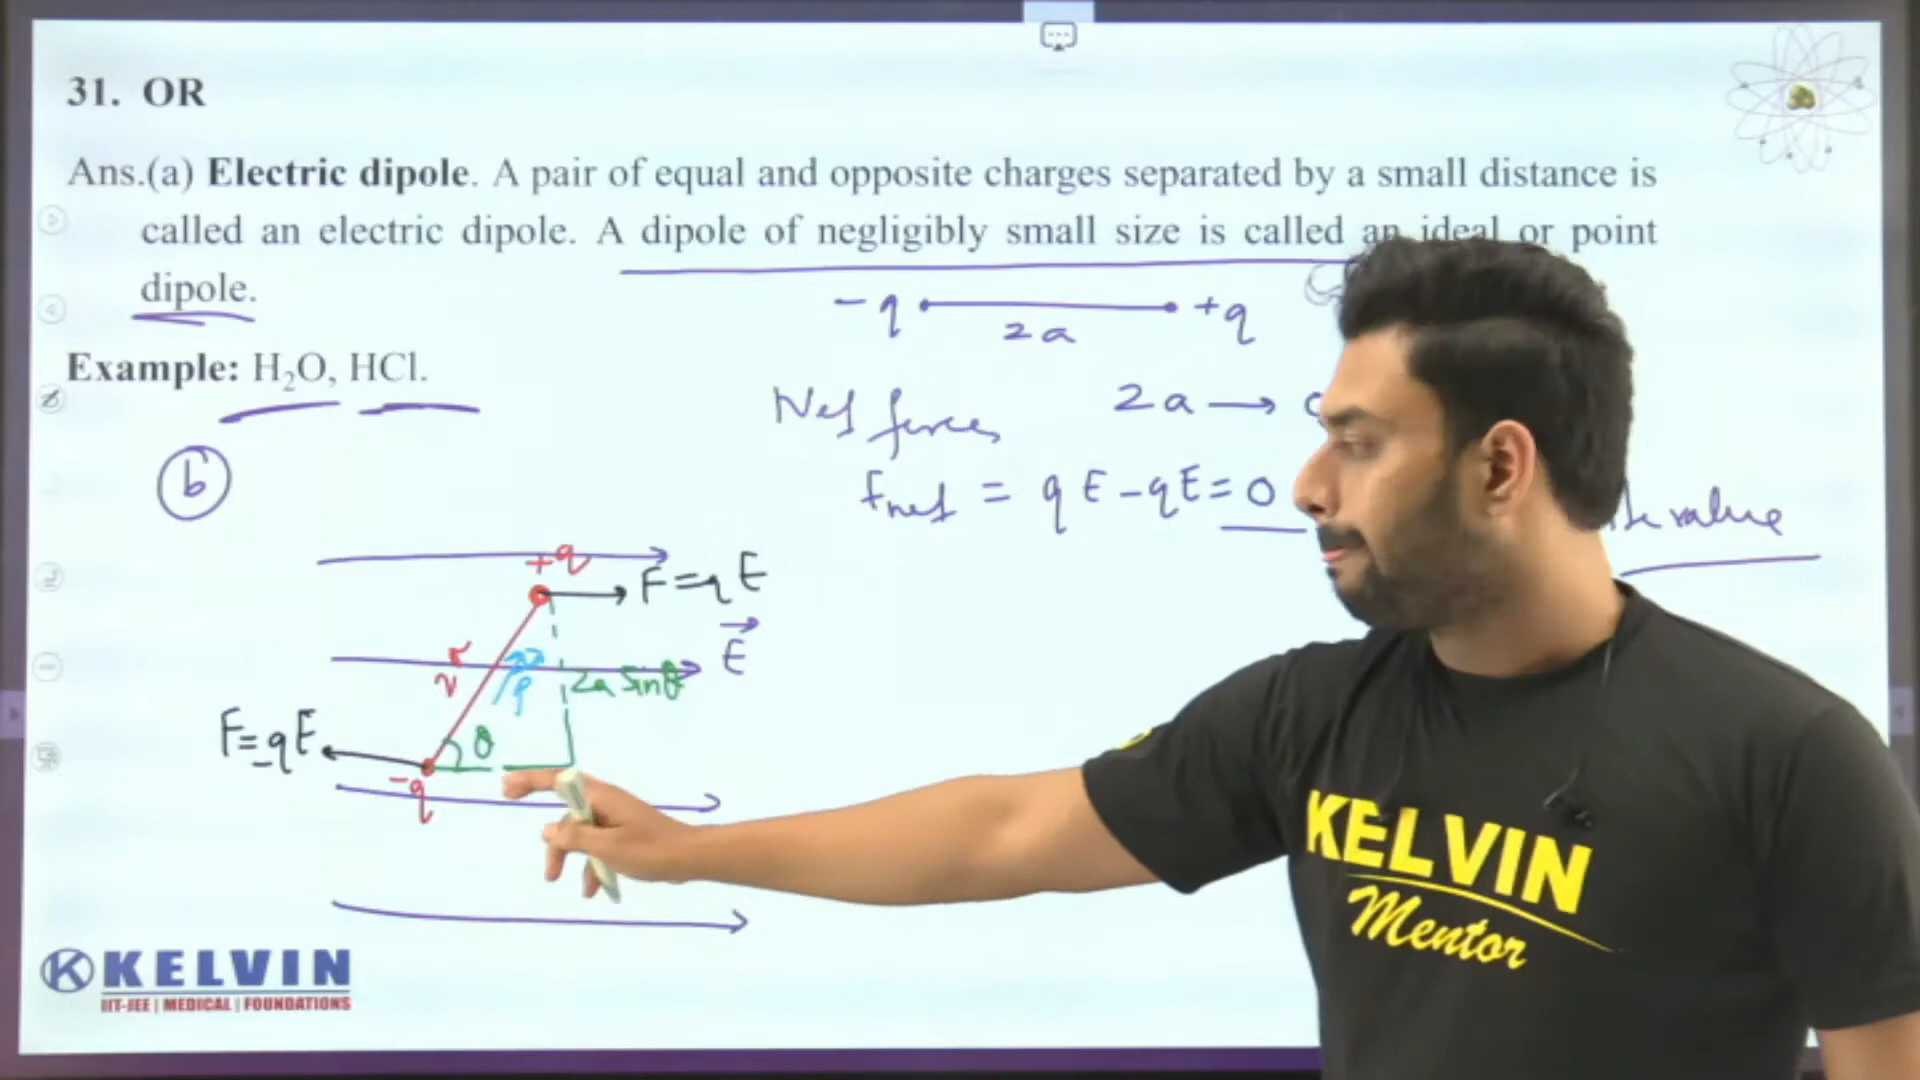 31. OR
Ans.(a) Electric dipole. A pair of equal and opposite charges separated by a small distance is
called an electric dipole. A dipole of negligibly small size is called an ideal or point
dipole.
-q 2a +q
Example: H₂O, HCl.
Net forces
2a →
Fnet = qE - qE = 0
value
b
+q
F = qE
E
2a sinθ
F = qE
θ
-q
KELVIN
Mentor
KELVIN
IIT-JEE | MEDICAL | FOUNDATIONS